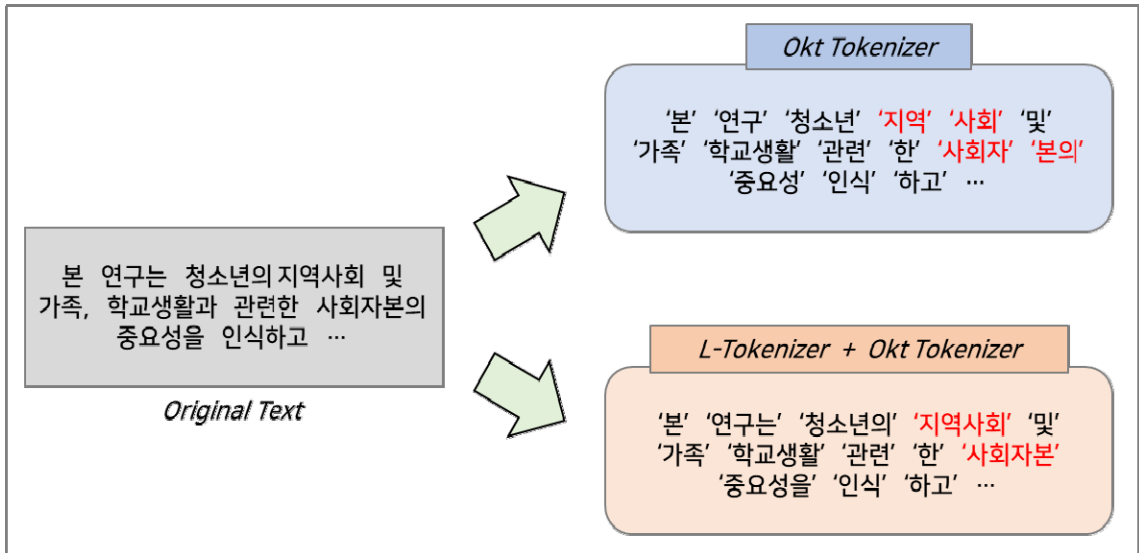 Okt Tokenizer
‘본’ ‘연구’ ‘청소년’ ‘지역’ ‘사회’ ‘및’
‘가족’ ‘학교생활’ ‘관련’ ‘한’ ‘사회자’ ‘본의’
‘중요성’ ‘인식’ ‘하고’ …
본 연구는 청소년의 지역사회 및
가족, 학교생활과 관련한 사회자본의
중요성을 인식하고 …
Original Text
L-Tokenizer + Okt Tokenizer
‘본’ ‘연구는’ ‘청소년의’ ‘지역사회’ ‘및’
‘가족’ ‘학교생활’ ‘관련’ ‘한’ ‘사회자본’
‘중요성을’ ‘인식’ ‘하고’ …